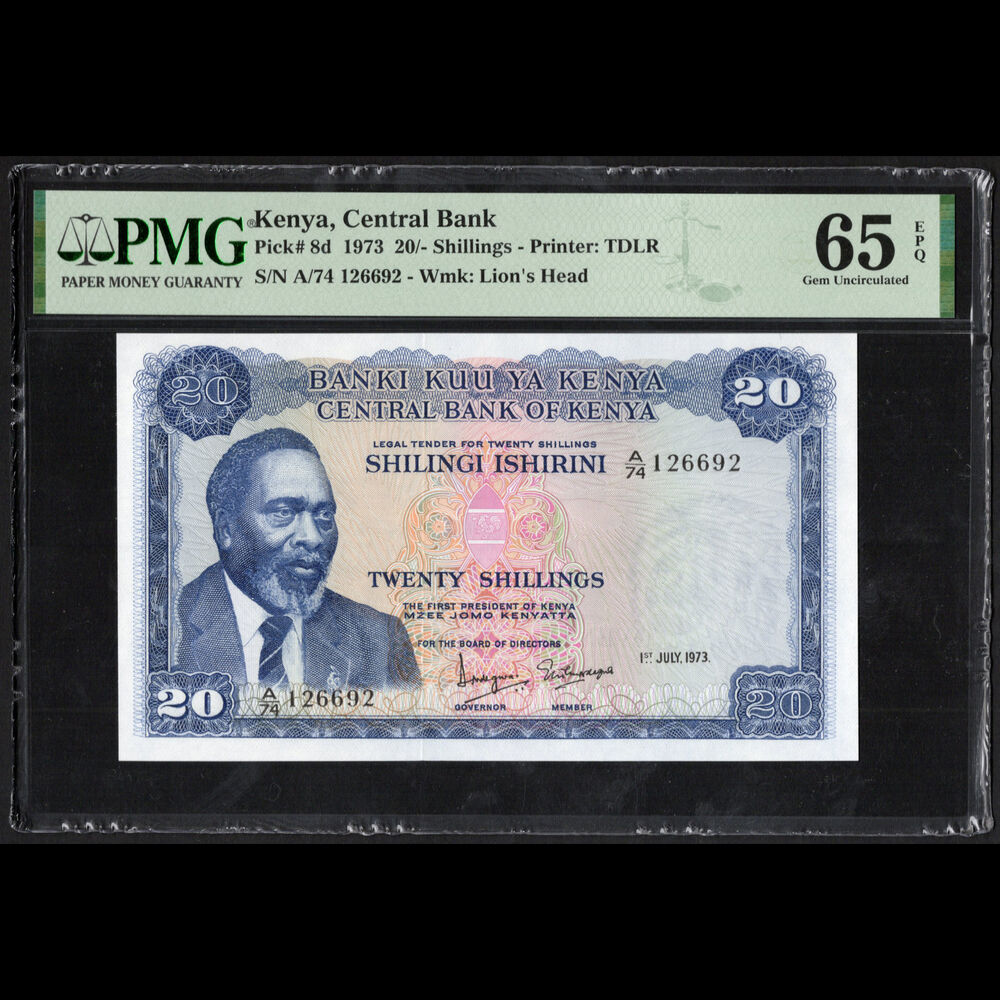 PMG®
PAPER MONEY GUARANTY
Kenya, Central Bank
Pick# 8d 1973 20/- Shillings - Printer: TDLR
S/N A/74 126692 - Wmk: Lion's Head
65
EPQ
Gem Uncirculated
20
BANKI KUU YA KENYA
20
CENTRAL BANK OF KENYA
LEGAL TENDER FOR TWENTY SHILLINGS
SHILINGI ISHIRINI A/74 126692
TWENTY SHILLINGS
THE FIRST PRESIDENT OF KENYA
MZEE JOMO KENYATTA
FOR THE BOARD OF DIRECTORS
1ST JULY, 1973.
20
A/74 126692
GOVERNOR MEMBER
20